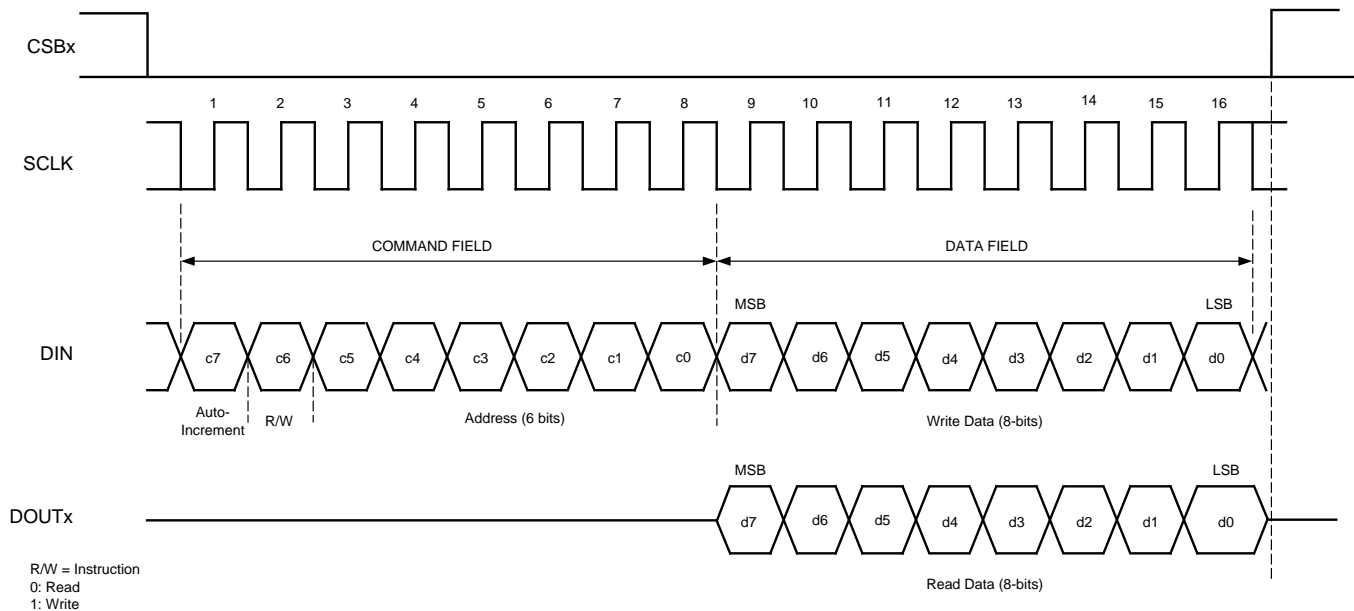 CSBx
1 2 3 4 5 6 7 8 9 10 11 12 13 14 15 16
SCLK
COMMAND FIELD DATA FIELD
MSB LSB
DIN c7 c6 c5 c4 c3 c2 c1 c0 d7 d6 d5 d4 d3 d2 d1 d0
Auto-
Increment R/W Address (6 bits) Write Data (8-bits)
MSB LSB
DOUTx d7 d6 d5 d4 d3 d2 d1 d0
R/W = Instruction
0: Read
1: Write
Read Data (8-bits)